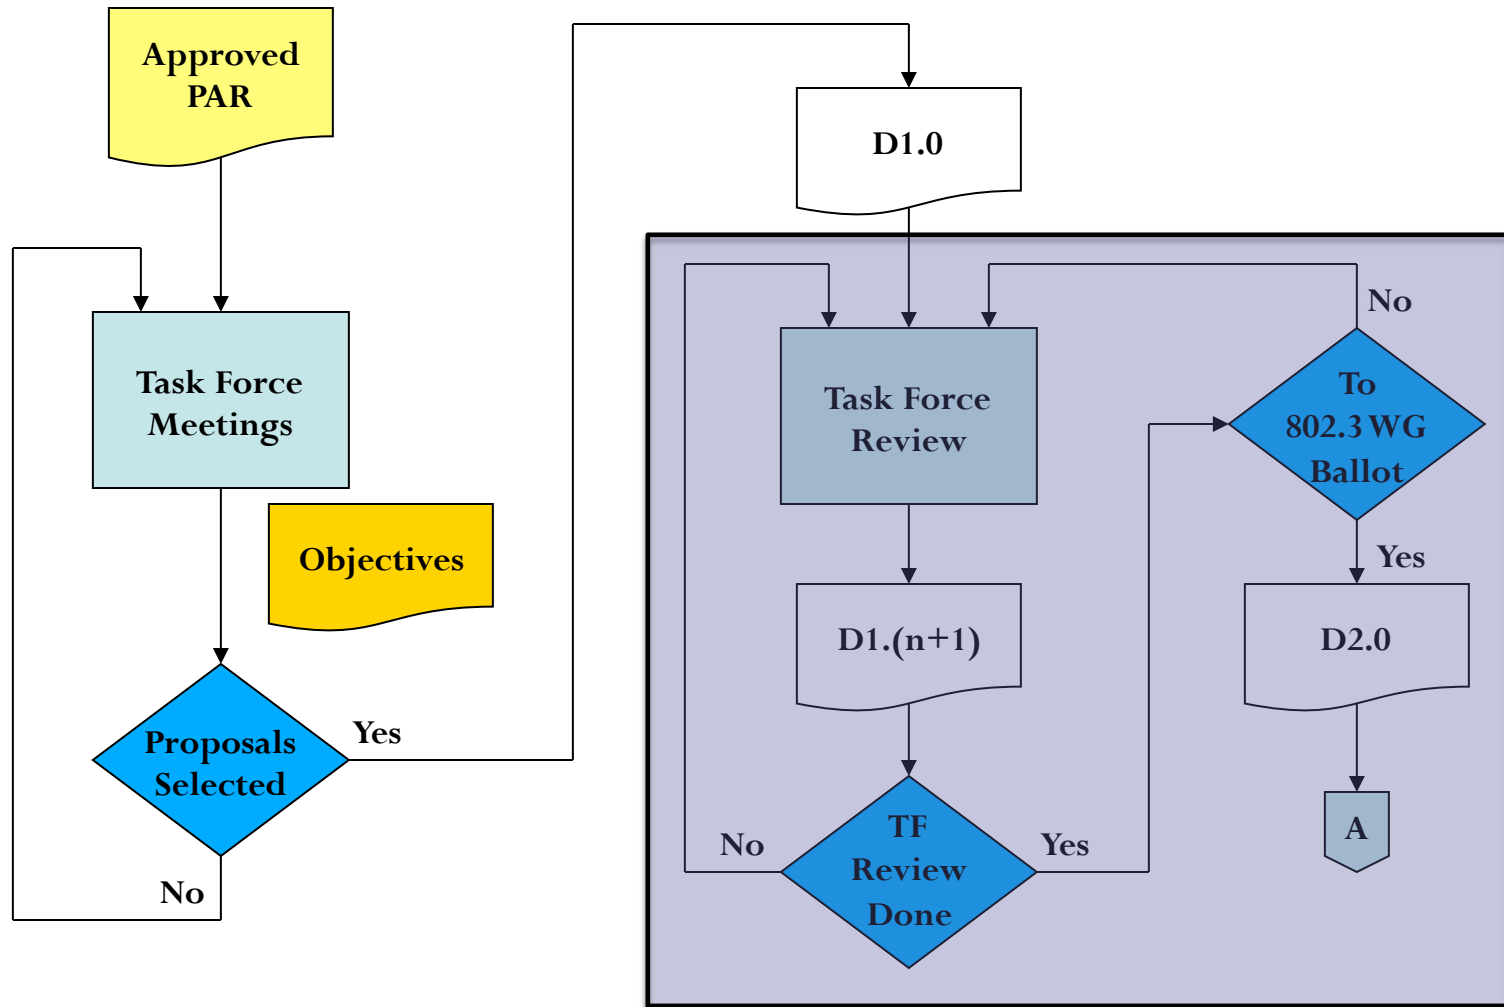 Approved
PAR
Task Force
Meetings
Objectives
Proposals
Selected
Yes
No
D1.0
Task Force
Review
D1.(n+1)
TF
Review
Done
No
Yes
To
802.3 WG
Ballot
No
Yes
D2.0
A